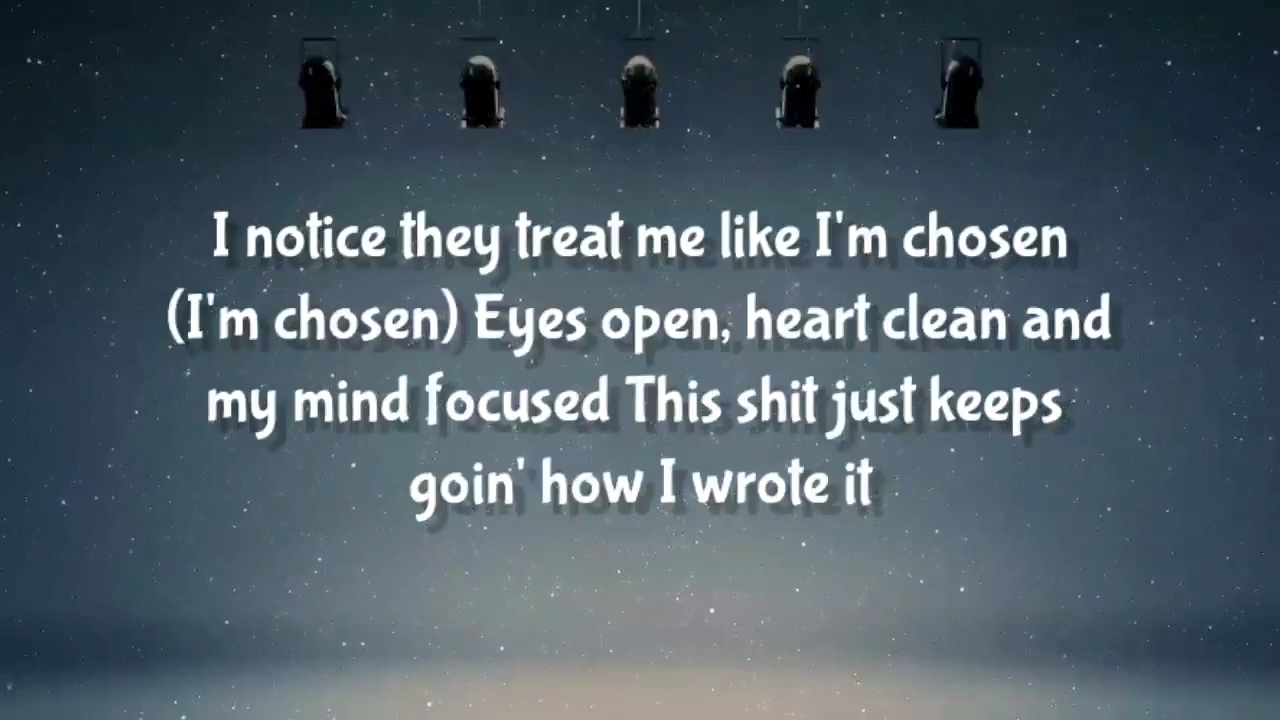 I notice they treat me like I'm chosen
(I'm chosen) Eyes open, heart clean and
my mind focused This shit just keeps
goin' how I wrote it